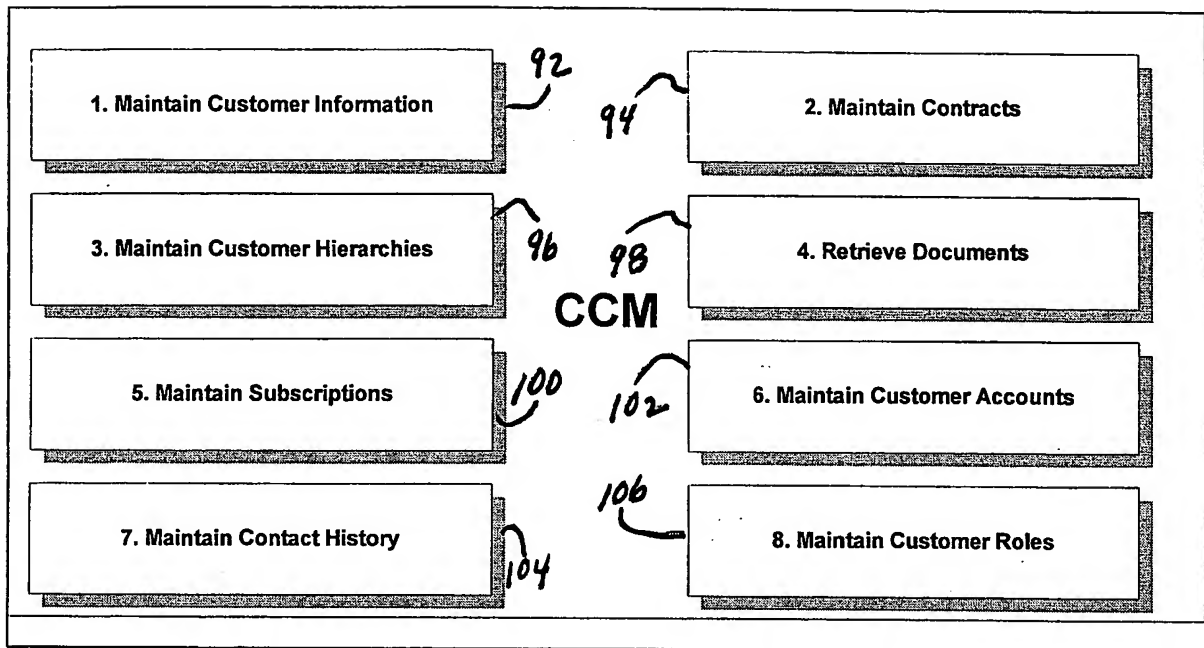 1. Maintain Customer Information
92
94
2. Maintain Contracts
3. Maintain Customer Hierarchies
96
98
4. Retrieve Documents
CCM
5. Maintain Subscriptions
100
102
6. Maintain Customer Accounts
7. Maintain Contact History
104
106
8. Maintain Customer Roles